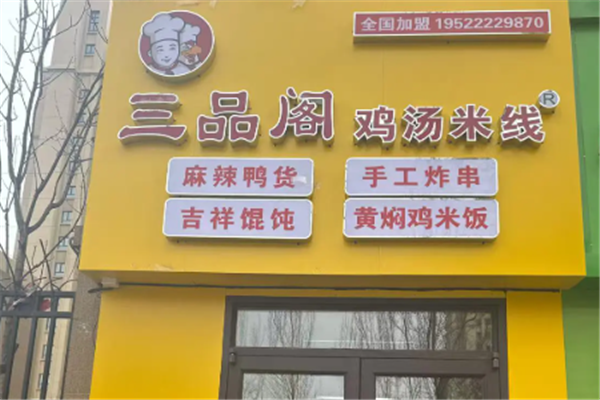 全国加盟 19522229870
三品阁 鸡汤米线 ®
麻辣鸭货 手工炸串
吉祥馄饨 黄焖鸡米饭